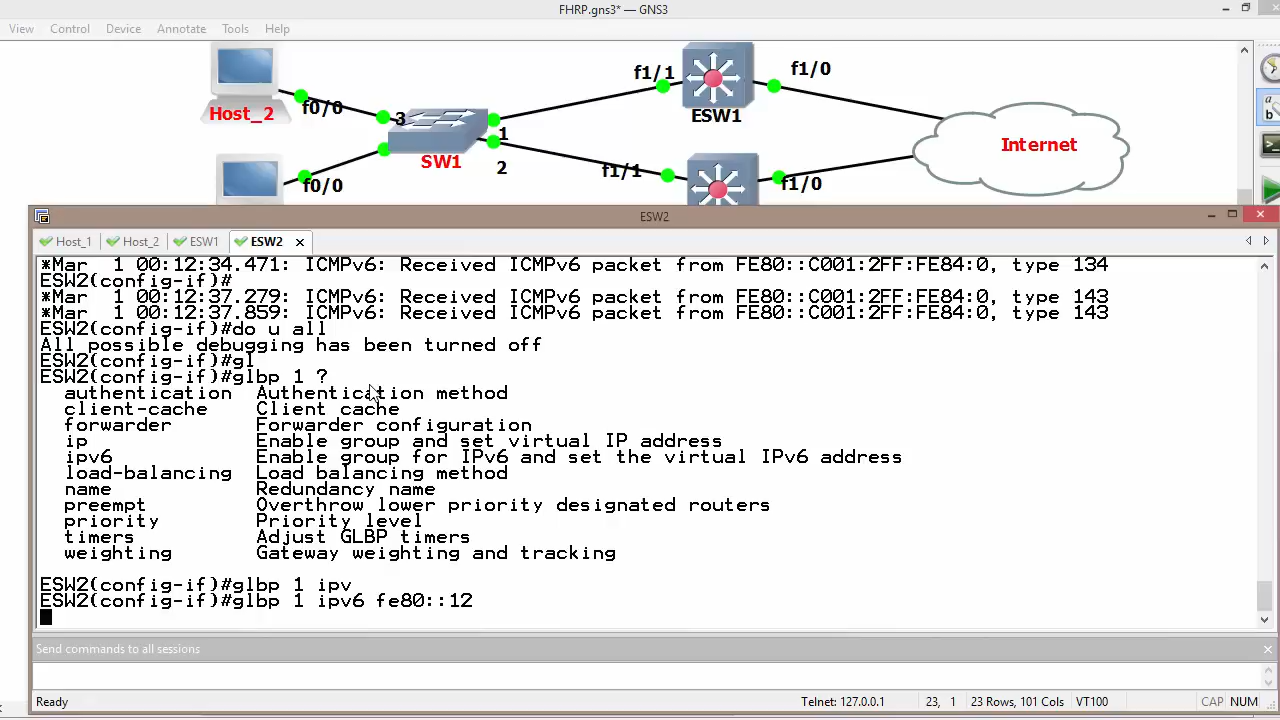 FHRP.gns3* — GNS3
View Control Device Annotate Tools Help
f1/1 f1/0
Host_2 f0/0 3 ESW1
1
SW1 Internet
2 f1/1 f1/0
f0/0
ESW2
Host_1 Host_2 ESW1 ESW2
*Mar 1 00:12:34.471: ICMPv6: Received ICMPv6 packet from FE80::C001:2FF:FE84:0, type 134
ESW2(config-if)#
*Mar 1 00:12:37.279: ICMPv6: Received ICMPv6 packet from FE80::C001:2FF:FE84:0, type 143
*Mar 1 00:12:37.859: ICMPv6: Received ICMPv6 packet from FE80::C001:2FF:FE84:0, type 143
ESW2(config-if)#do u all
All possible debugging has been turned off
ESW2(config-if)#gl
ESW2(config-if)#glbp 1 ?
authentication Authentication method
client-cache Client cache
forwarder Forwarder configuration
ip Enable group and set virtual IP address
ipv6 Enable group for IPv6 and set the virtual IPv6 address
load-balancing Load balancing method
name Redundancy name
preempt Overthrow lower priority designated routers
priority Priority level
timers Adjust GLBP timers
weighting Gateway weighting and tracking
ESW2(config-if)#glbp 1 ipv
ESW2(config-if)#glbp 1 ipv6 fe80::12
Send commands to all sessions
Ready Telnet: 127.0.0.1 23, 1 23 Rows, 101 Cols VT100 CAP NUM